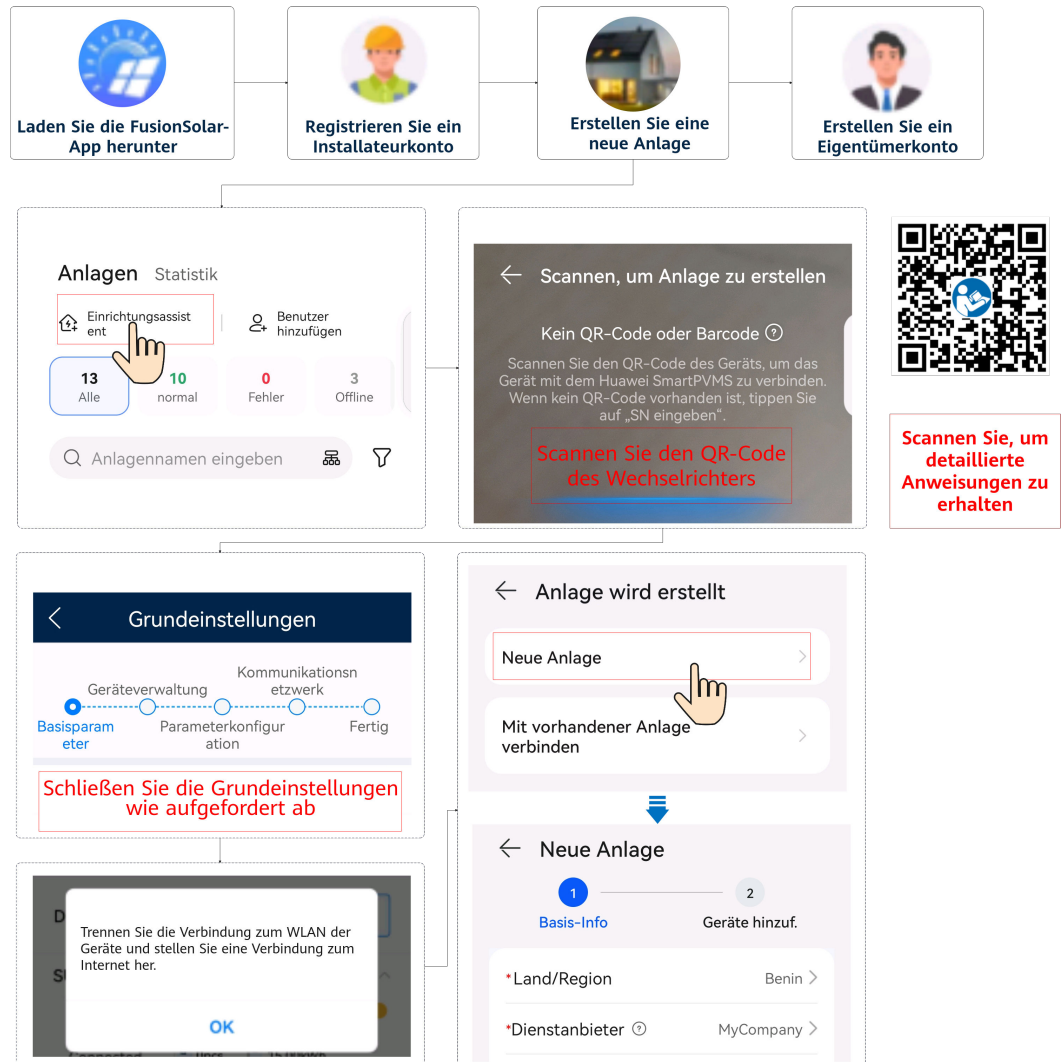 Laden Sie die FusionSolar-
App herunter
Registrieren Sie ein
Installateurkonto
Erstellen Sie eine
neue Anlage
Erstellen Sie ein
Eigentümerkonto
Anlagen Statistik
Einrichtungsassist
ent
Benutzer
hinzufügen
13
Alle
10
normal
0
Fehler
3
Offline
Anlagennamen eingeben
Scannen, um Anlage zu erstellen
Kein QR-Code oder Barcode
Scannen Sie den QR-Code des Geräts, um das
Gerät mit dem Huawei SmartPVMS zu verbinden.
Wenn kein QR-Code vorhanden ist, tippen Sie
auf „SN eingeben“.
Scannen Sie den QR-Code
des Wechselrichters
Scannen Sie, um
detaillierte
Anweisungen zu
erhalten
Grundeinstellungen
Basisparam
eter
Geräteverwaltung
Parameterkonfigur
ation
Kommunikationsn
etzwerk
Fertig
Schließen Sie die Grundeinstellungen
wie aufgefordert ab
Anlage wird erstellt
Neue Anlage
Mit vorhandener Anlage
verbinden
Trennen Sie die Verbindung zum WLAN der
Geräte und stellen Sie eine Verbindung zum
Internet her.
OK
Neue Anlage
1
Basis-Info
2
Geräte hinzuf.
*Land/Region Benin
*Dienstanbieter MyCompany